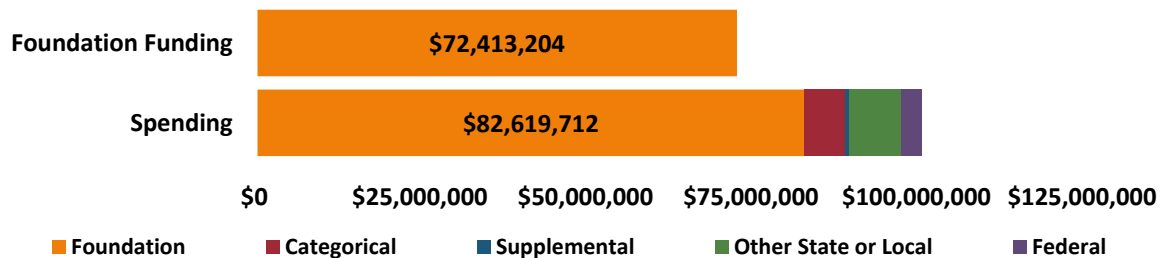 Foundation Funding
$72,413,204
Spending
$82,619,712
$0 $25,000,000 $50,000,000 $75,000,000 $100,000,000 $125,000,000
Foundation Categorical Supplemental Other State or Local Federal